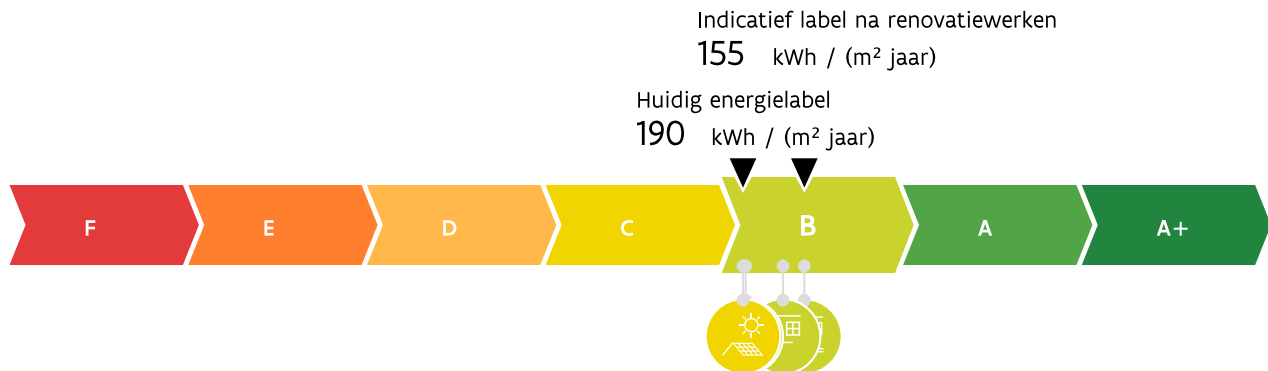 Indicatief label na renovatiewerken
155 kWh / (m² jaar)
Huidig energielabel
190 kWh / (m² jaar)
F E D C B A A+